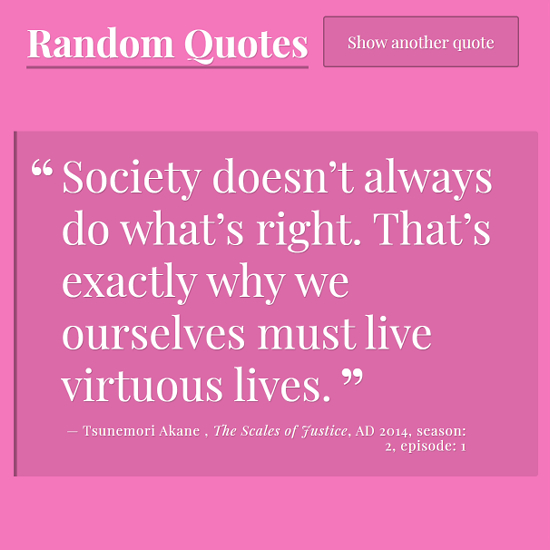 Random Quotes
Show another quote
“ Society doesn’t always
do what’s right. That’s
exactly why we
ourselves must live
virtuous lives. ”
— Tsunemori Akane , The Scales of Justice, AD 2014, season:
2, episode: 1